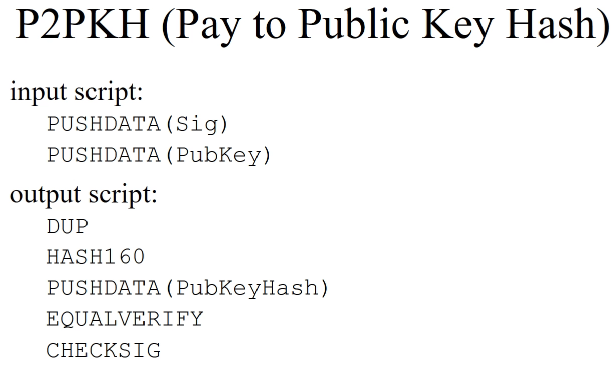 P2PKH (Pay to Public Key Hash)
input script:
PUSHDATA(Sig)
PUSHDATA(PubKey)
output script:
DUP
HASH160
PUSHDATA(PubKeyHash)
EQUALVERIFY
CHECKSIG